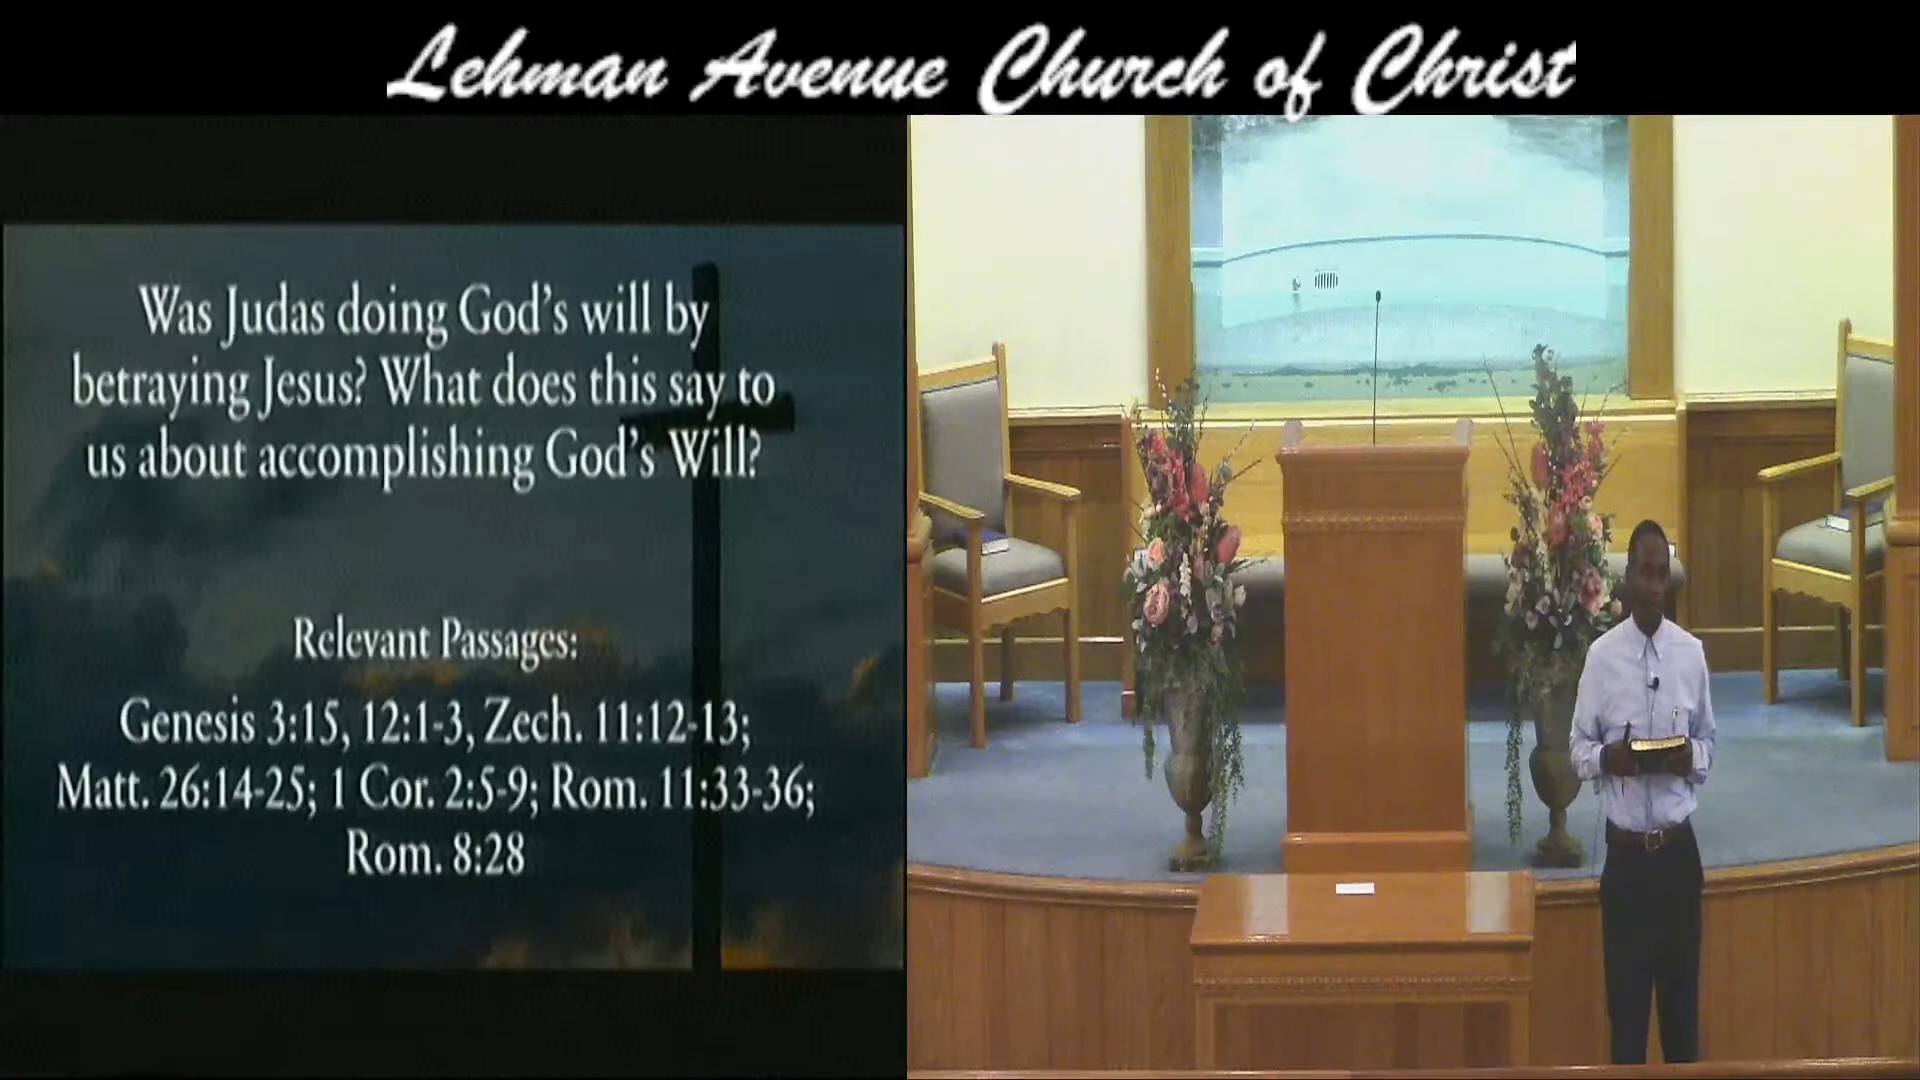 Lehman Avenue Church of Christ
Was Judas doing God's will by
betraying Jesus? What does this say to
us about accomplishing God's Will?
Relevant Passages:
Genesis 3:15, 12:1-3, Zech. 11:12-13;
Matt. 26:14-25; 1 Cor. 2:5-9; Rom. 11:33-36;
Rom. 8:28